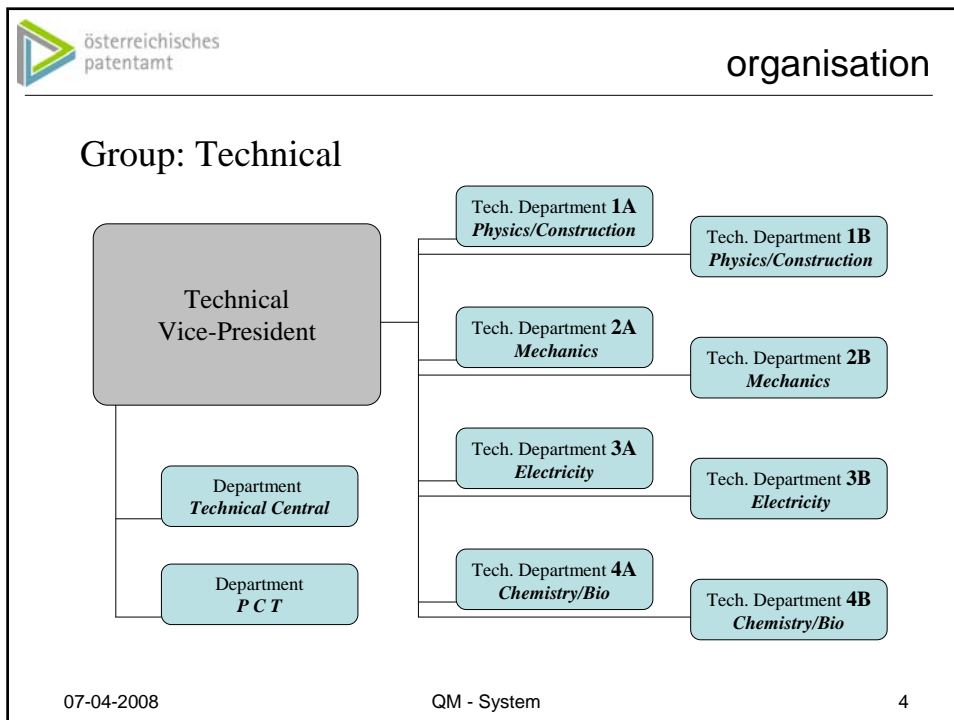 österreichisches
patentamt
organisation
Group: Technical
Technical
Vice-President
Tech. Department 1A
Physics/Construction
Tech. Department 1B
Physics/Construction
Tech. Department 2A
Mechanics
Tech. Department 2B
Mechanics
Tech. Department 3A
Electricity
Tech. Department 3B
Electricity
Tech. Department 4A
Chemistry/Bio
Tech. Department 4B
Chemistry/Bio
Department
Technical Central
Department
P C T
07-04-2008
QM - System
4